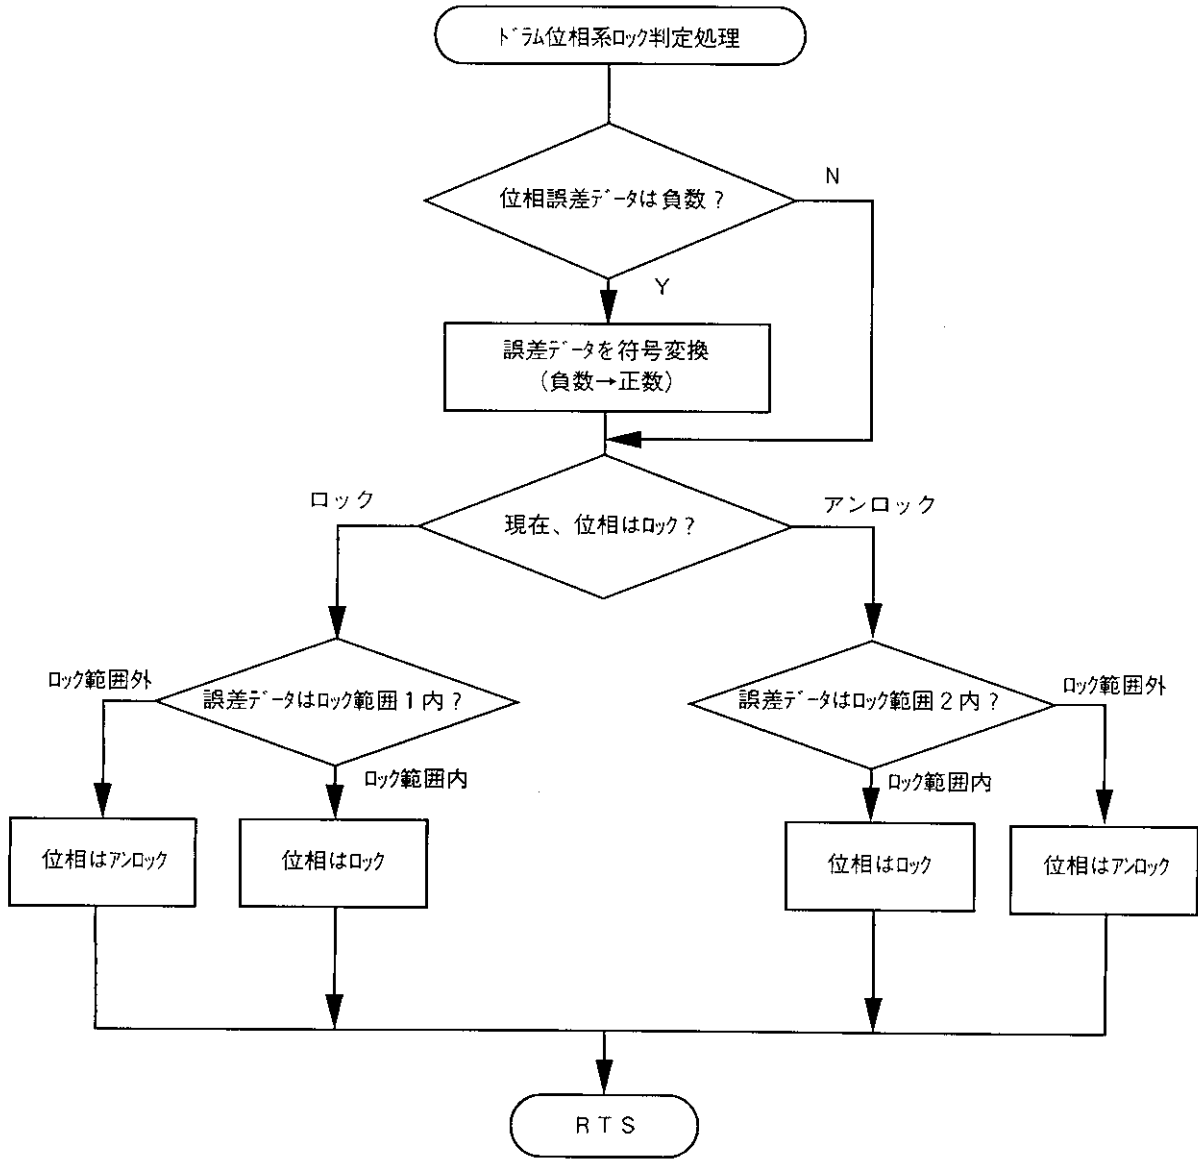 ドラム位相系ロック判定処理
位相誤差データは負数？
N
Y
誤差データを符号変換
（負数→正数）
現在、位相はロック？
ロック
アンロック
誤差データはロック範囲１内？
ロック範囲外
ロック範囲内
誤差データはロック範囲２内？
ロック範囲外
ロック範囲内
位相はアンロック
位相はロック
位相はロック
位相はアンロック
ＲＴＳ